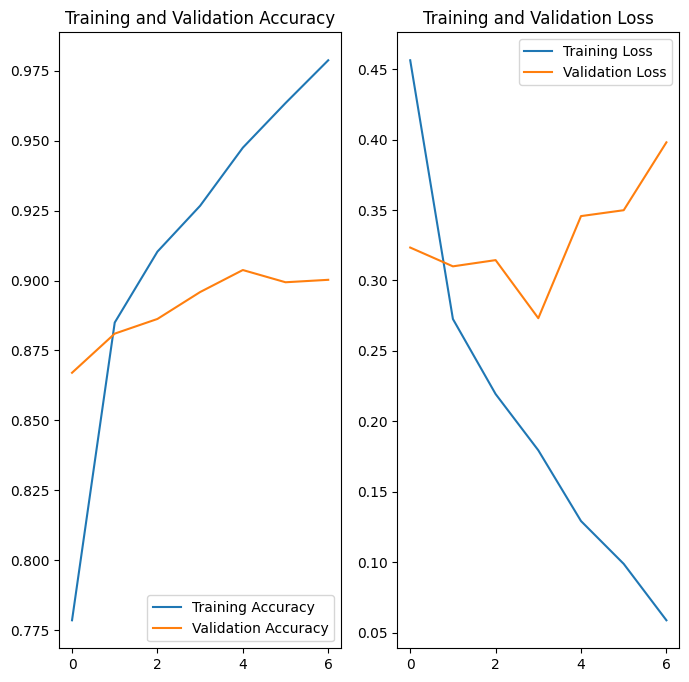 Training and Validation Accuracy
0.975
0.950
0.925
0.900
0.875
0.850
0.825
0.800
0.775
0 2 4 6
Training Accuracy
Validation Accuracy
Training and Validation Loss
Training Loss
Validation Loss
0.45
0.40
0.35
0.30
0.25
0.20
0.15
0.10
0.05
0 2 4 6